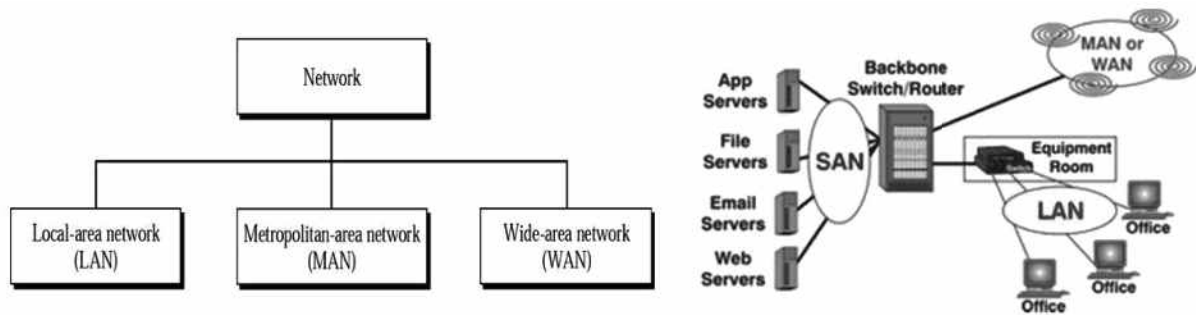 Network
Local-area network
(LAN)
Metropolitan-area network
(MAN)
Wide-area network
(WAN)
MAN or
WAN
Backbone
Switch/Router
App
Servers
File
Servers
SAN
Equipment
Room
Email
Servers
LAN
Office
Web
Servers
Office
Office